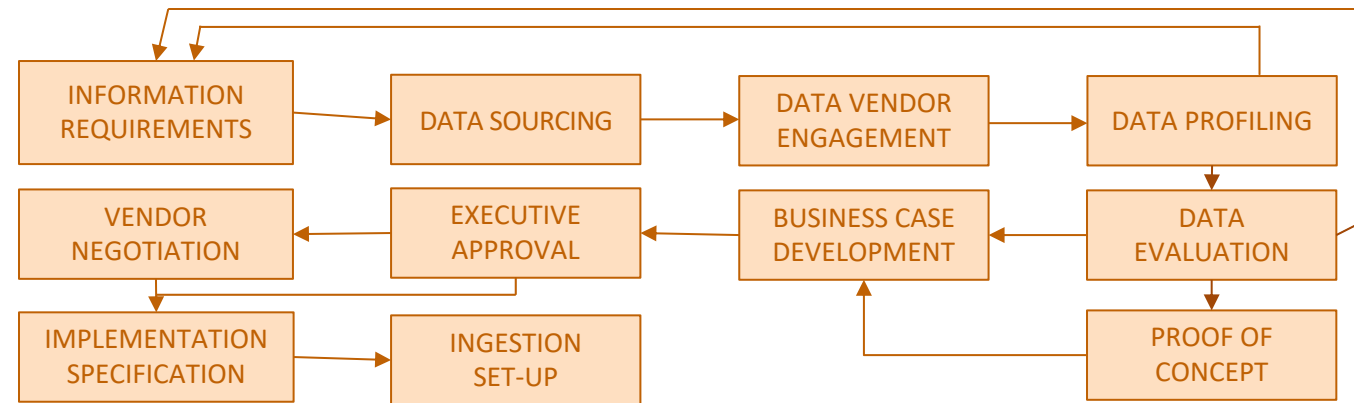 INFORMATION
REQUIREMENTS
DATA SOURCING
DATA VENDOR
ENGAGEMENT
DATA PROFILING
VENDOR
NEGOTIATION
EXECUTIVE
APPROVAL
BUSINESS CASE
DEVELOPMENT
DATA
EVALUATION
IMPLEMENTATION
SPECIFICATION
INGESTION
SET-UP
PROOF OF
CONCEPT